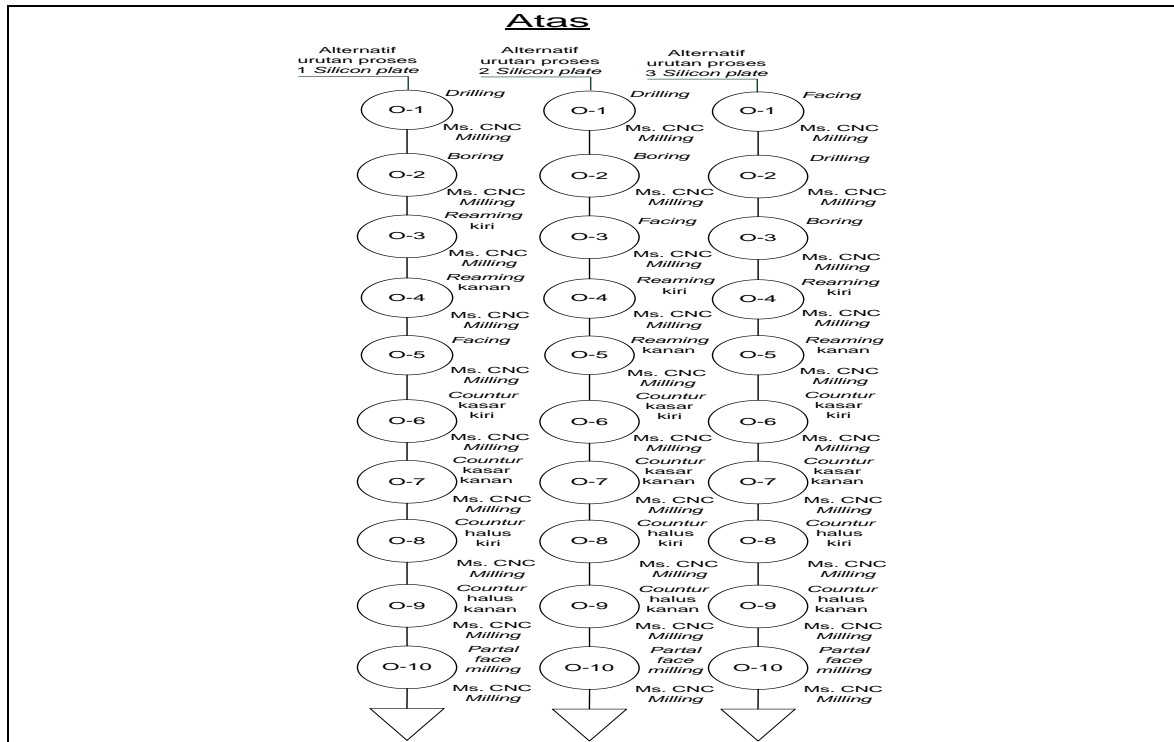 Atas
Alternatif
urutan proses
1 Silicon plate
O-1
Drilling
Ms. CNC
Milling
O-2
Boring
Ms. CNC
Milling
O-3
Reaming
kiri
Ms. CNC
Milling
O-4
Reaming
kanan
Ms. CNC
Milling
O-5
Facing
Ms. CNC
Milling
O-6
Countur
kasar
kiri
Ms. CNC
Milling
O-7
Countur
kasar
kanan
Ms. CNC
Milling
O-8
Countur
halus
kiri
Ms. CNC
Milling
O-9
Countur
halus
kanan
Ms. CNC
Milling
O-10
Partal
face
milling
Ms. CNC
Milling
Alternatif
urutan proses
2 Silicon plate
O-1
Drilling
Ms. CNC
Milling
O-2
Boring
Ms. CNC
Milling
O-3
Facing
Ms. CNC
Milling
O-4
Reaming
kiri
Ms. CNC
Milling
O-5
Reaming
kanan
Ms. CNC
Milling
O-6
Countur
kasar
kiri
Ms. CNC
Milling
O-7
Countur
kasar
kanan
Ms. CNC
Milling
O-8
Countur
halus
kiri
Ms. CNC
Milling
O-9
Countur
halus
kanan
Ms. CNC
Milling
O-10
Partal
face
milling
Ms. CNC
Milling
Alternatif
urutan proses
3 Silicon plate
O-1
Facing
Ms. CNC
Milling
O-2
Drilling
Ms. CNC
Milling
O-3
Boring
Ms. CNC
Milling
O-4
Reaming
kiri
Ms. CNC
Milling
O-5
Reaming
kanan
Ms. CNC
Milling
O-6
Countur
kasar
kiri
Ms. CNC
Milling
O-7
Countur
kasar
kanan
Ms. CNC
Milling
O-8
Countur
halus
kiri
Ms. CNC
Milling
O-9
Countur
halus
kanan
Ms. CNC
Milling
O-10
Partal
face
milling
Ms. CNC
Milling